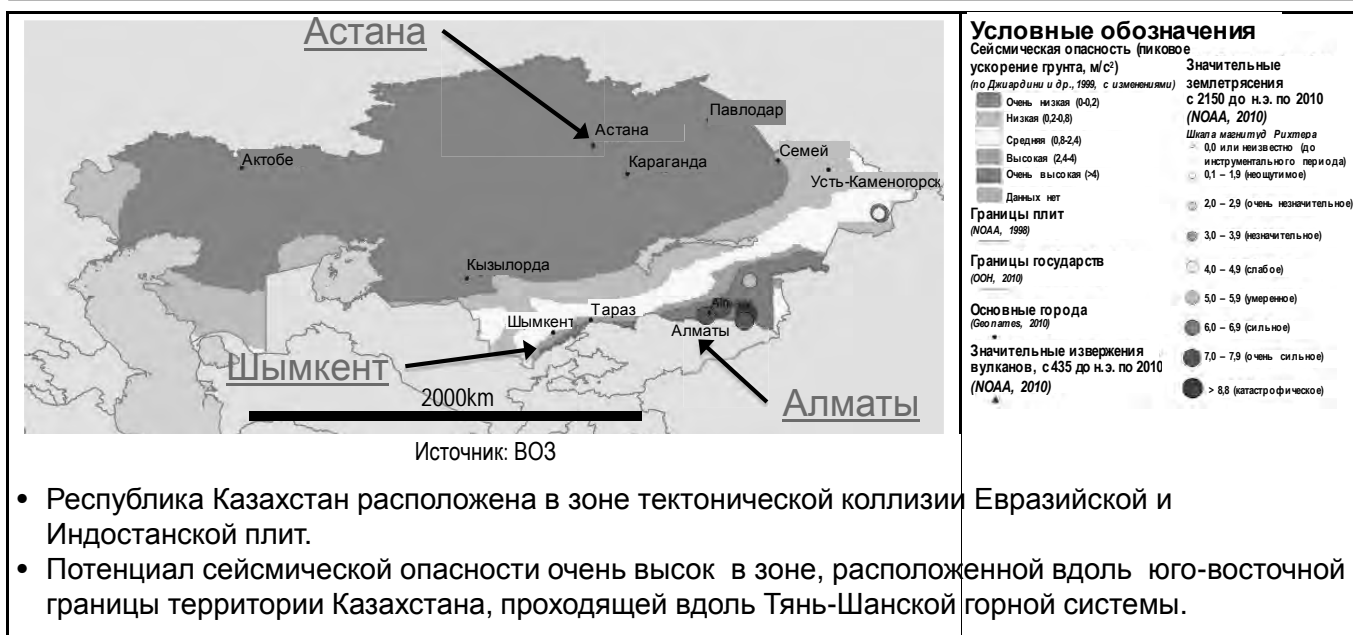 Астана
Павлодар
Астана
Актобе
Караганда
Семей
Усть-Каменогорск
Кызылорда
Тараз
Шымкент
Алматы
Шымкент
2000km
Алматы
Источник: ВОЗ
Условные обозначения
Сейсмическая опасность (пиковое
ускорение грунта, м/с²)
(по Джиардини и др., 1999, с изменениями)
Очень низкая (0-0,2)
Низкая (0,2-0,8)
Средняя (0,8-2,4)
Высокая (2,4-4)
Очень высокая (>4)
Данных нет
Границы плит
(NOAA, 1998)
Границы государств
(ООН, 2010)
Основные города
(Geonames, 2010)
Значительные извержения
вулканов, с 435 до н.э. по 2010
(NOAA, 2010)
Значительные
землетрясения
с 2150 до н.э. по 2010
(NOAA, 2010)
Шкала магнитуд Рихтера
0,0 или неизвестно (до
инструментального периода)
0,1 – 1,9 (неощутимое)
2,0 – 2,9 (очень незначительное)
3,0 – 3,9 (незначительное)
4,0 – 4,9 (слабое)
5,0 – 5,9 (умеренное)
6,0 – 6,9 (сильное)
7,0 – 7,9 (очень сильное)
> 8,8 (катастрофическое)
• Республика Казахстан расположена в зоне тектонической коллизии Евразийской и
Индостанской плит.
• Потенциал сейсмической опасности очень высок в зоне, расположенной вдоль юго-восточной
границы территории Казахстана, проходящей вдоль Тянь-Шанской горной системы.